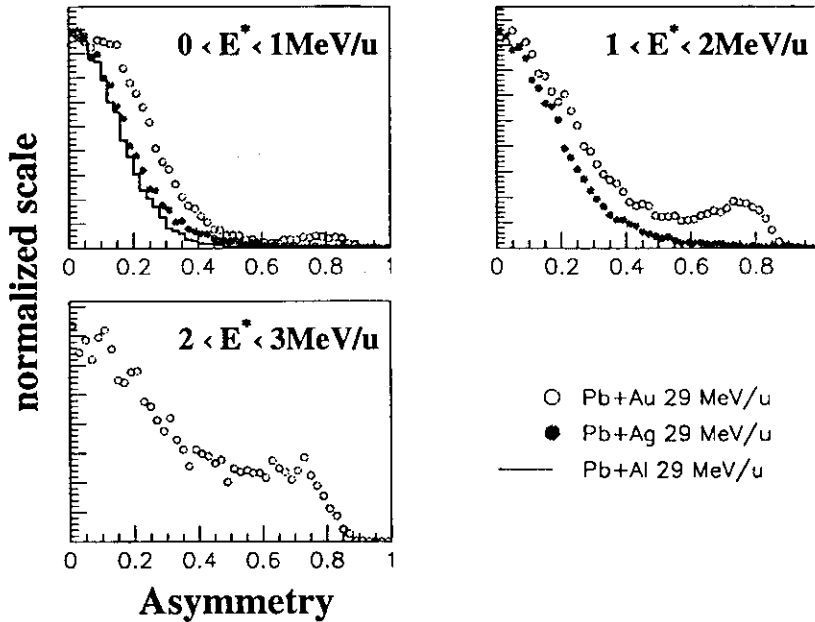 0 < E* < 1MeV/u
0 0.2 0.4 0.6 0.8 1
1 < E* < 2MeV/u
0 0.2 0.4 0.6 0.8
normalized scale
2 < E* < 3MeV/u
0 0.2 0.4 0.6 0.8 1
Asymmetry
Pb+Au 29 MeV/u
Pb+Ag 29 MeV/u
Pb+Al 29 MeV/u